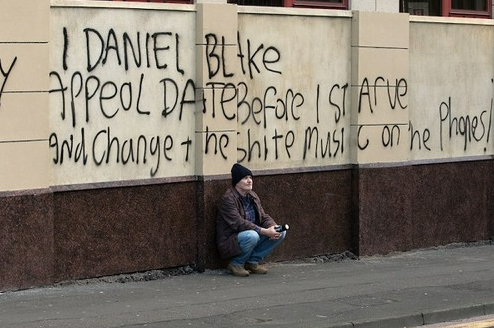 I DANIEL BLAKe
y APPeaL DATE BeFore I STArve
and Change the shite Music on the Phones!